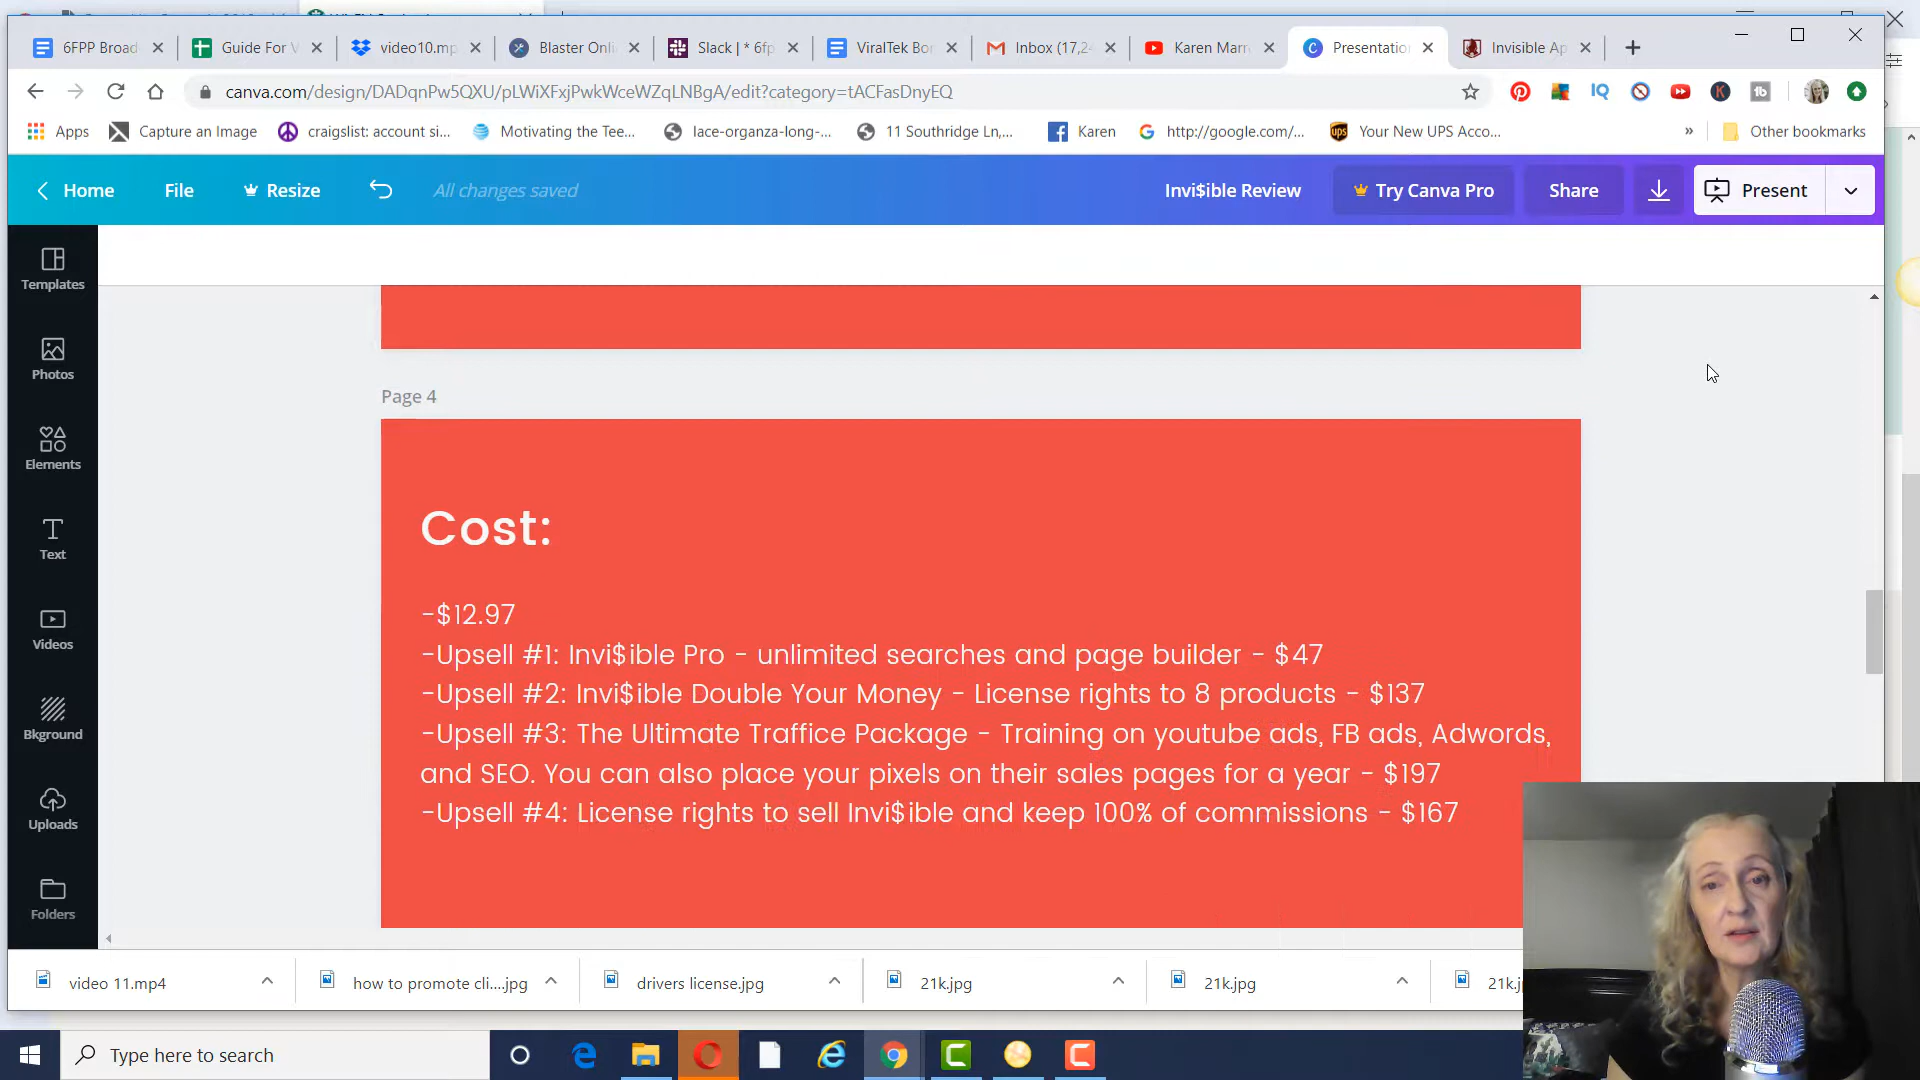 6FPP Broad
Guide For V
video10.mp
Blaster Onli
Slack | * 6fp
ViralTek Bo
Inbox (17,24
Karen Marr
Presentatio
Invisible Ap
canva.com/design/DADqnPw5QXU/pLWiXFxjPwkWceWZqLNBgA/edit?category=tACFasDnyEQ
Apps
Capture an Image
craigslist: account si...
Motivating the Tee...
lace-organza-long-...
11 Southridge Ln,...
Karen
http://google.com/...
Your New UPS Acco...
»
Other bookmarks
Home
File
Resize
All changes saved
Invi$ible Review
Try Canva Pro
Share
Present
Templates
Photos
Elements
Text
Videos
Bkground
Uploads
Folders
Page 4
Cost:
-$12.97
-Upsell #1: Invi$ible Pro - unlimited searches and page builder - $47
-Upsell #2: Invi$ible Double Your Money - License rights to 8 products - $137
-Upsell #3: The Ultimate Traffice Package - Training on youtube ads, FB ads, Adwords,
and SEO. You can also place your pixels on their sales pages for a year - $197
-Upsell #4: License rights to sell Invi$ible and keep 100% of commissions - $167
video 11.mp4
how to promote cli....jpg
drivers license.jpg
21k.jpg
21k.jpg
21k.j
Type here to search